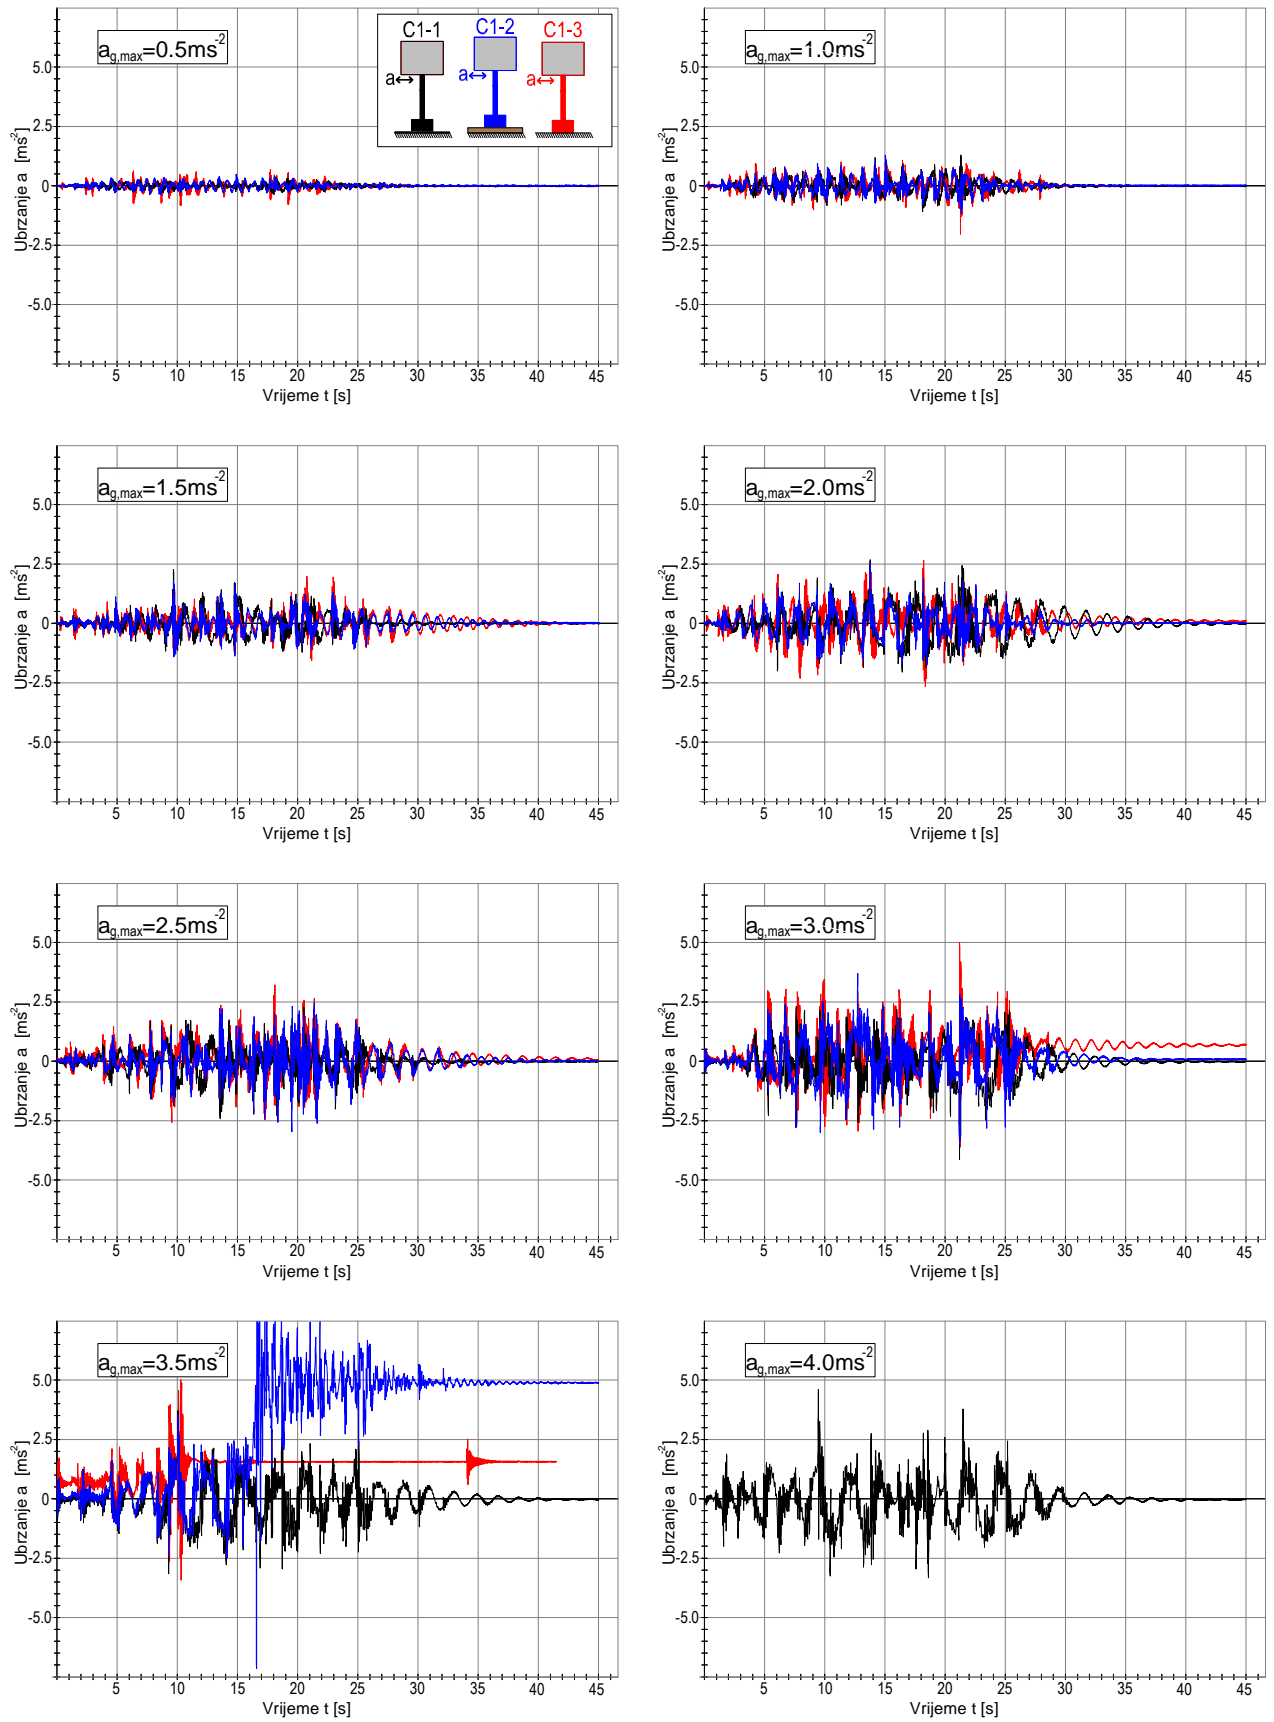 a_g,max=0.5ms^-2
C1-1 C1-2 C1-3
a a a
Ubrzanje a [ms^-2]
5.0
2.5
0
-2.5
-5.0
5 10 15 20 25 30 35 40 45
Vrijeme t [s]
a_g,max=1.0ms^-2
Ubrzanje a [ms^-2]
5.0
2.5
0
-2.5
-5.0
5 10 15 20 25 30 35 40 45
Vrijeme t [s]
a_g,max=1.5ms^-2
Ubrzanje a [ms^-2]
5.0
2.5
0
-2.5
-5.0
5 10 15 20 25 30 35 40 45
Vrijeme t [s]
a_g,max=2.0ms^-2
Ubrzanje a [ms^-2]
5.0
2.5
0
-2.5
-5.0
5 10 15 20 25 30 35 40 45
Vrijeme t [s]
a_g,max=2.5ms^-2
Ubrzanje a [ms^-2]
5.0
2.5
0
-2.5
-5.0
5 10 15 20 25 30 35 40 45
Vrijeme t [s]
a_g,max=3.0ms^-2
Ubrzanje a [ms^-2]
5.0
2.5
0
-2.5
-5.0
5 10 15 20 25 30 35 40 45
Vrijeme t [s]
a_g,max=3.5ms^-2
Ubrzanje a [ms^-2]
5.0
2.5
0
-2.5
-5.0
5 10 15 20 25 30 35 40 45
Vrijeme t [s]
a_g,max=4.0ms^-2
Ubrzanje a [ms^-2]
5.0
2.5
0
-2.5
-5.0
5 10 15 20 25 30 35 40 45
Vrijeme t [s]